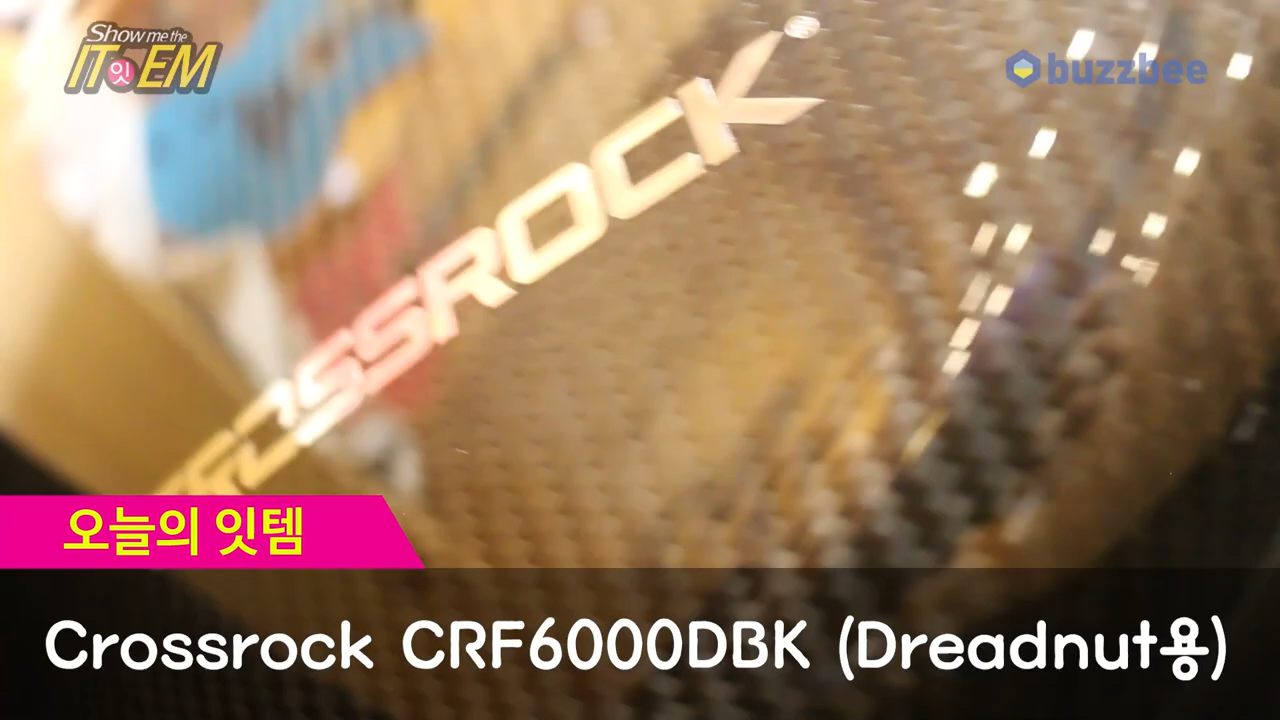 Show me the
IT잇EM
buzzbee
CROSSROCK
오늘의 잇템
Crossrock CRF6000DBK (Dreadnut용)